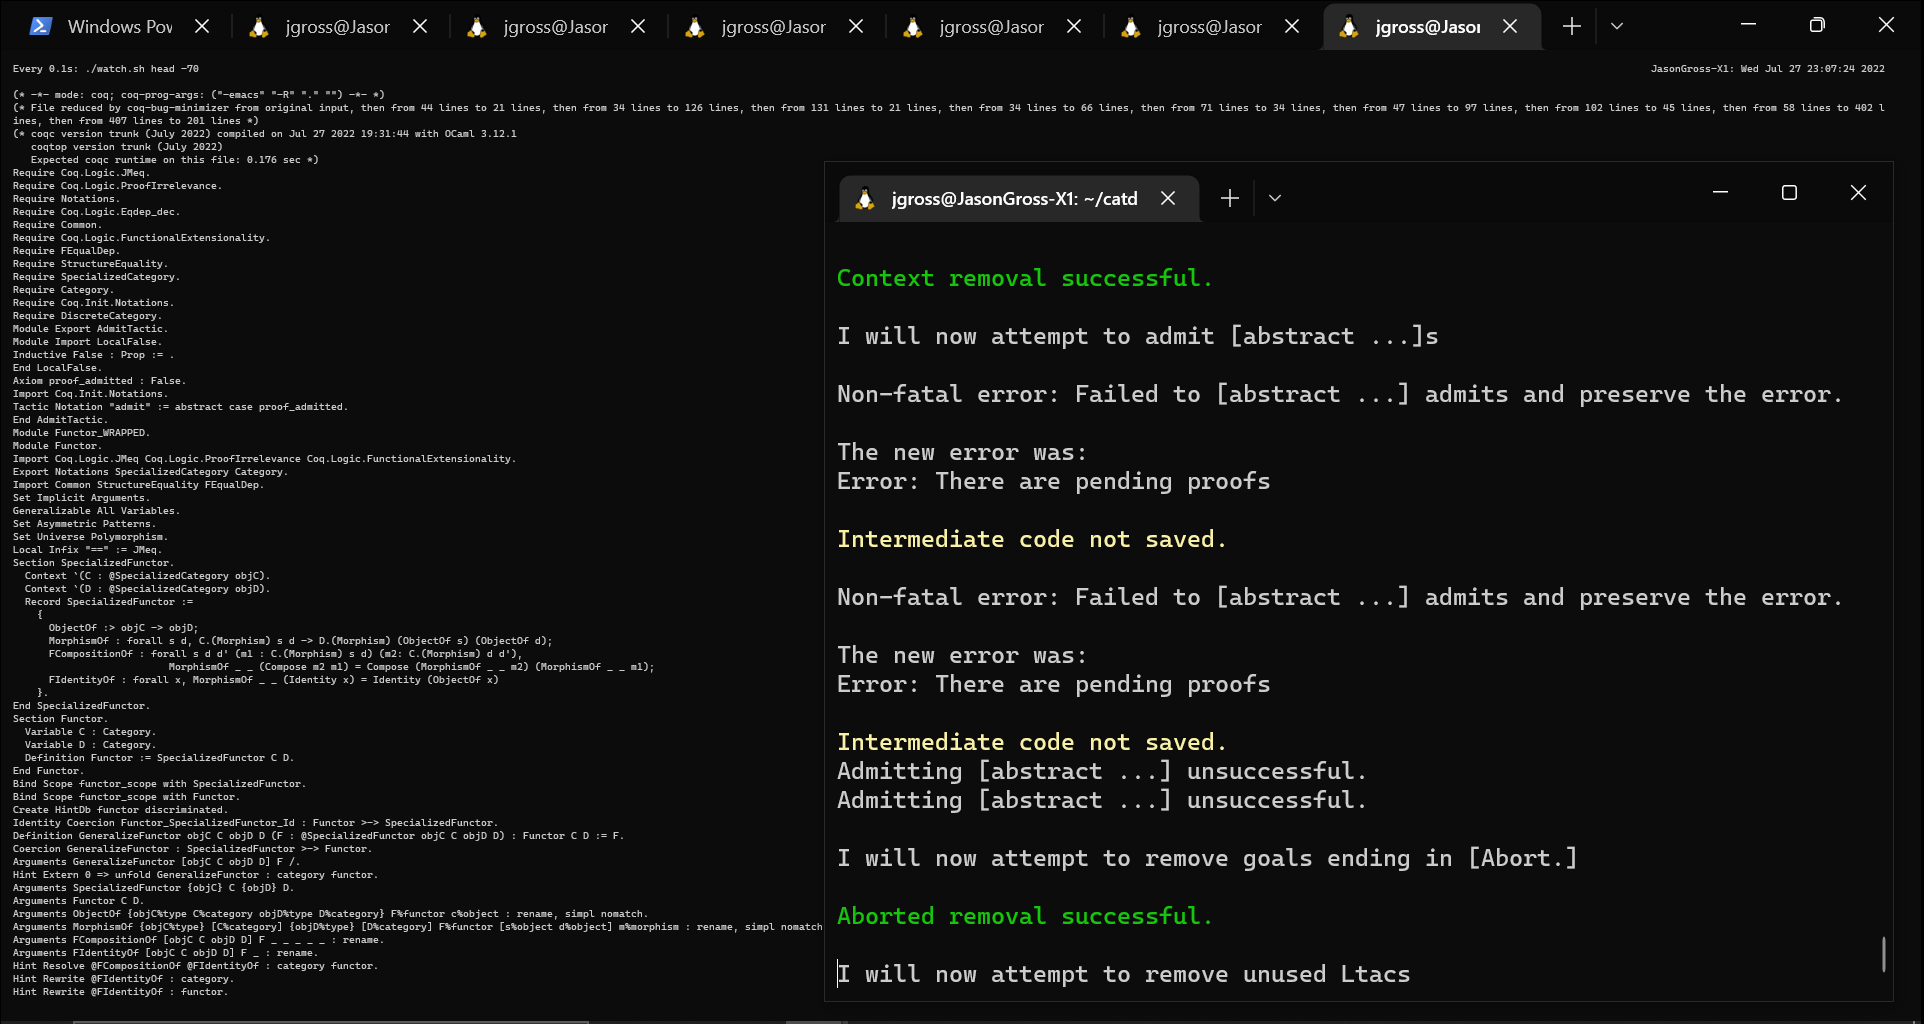 Windows Pov
jgross@Jasor
jgross@Jasor
jgross@Jasor
jgross@Jasor
jgross@Jasor
jgross@Jasor
Every 0.1s: ./watch.sh head -70
JasonGross-X1: Wed Jul 27 23:07:24 2022
(* -*- mode: coq; coq-prog-args: ("-emacs" "-R" "." "") -*- *)
(* File reduced by coq-bug-minimizer from original input, then from 44 lines to 21 lines, then from 34 lines to 126 lines, then from 131 lines to 21 lines, then from 34 lines to 66 lines, then from 71 lines to 34 lines, then from 47 lines to 97 lines, then from 102 lines to 45 lines, then from 58 lines to 402 l
ines, then from 407 lines to 201 lines *)
(* coqc version trunk (July 2022) compiled on Jul 27 2022 19:31:44 with OCaml 3.12.1
   coqtop version trunk (July 2022)
   Expected coqc runtime on this file: 0.176 sec *)
Require Coq.Logic.JMeq.
Require Coq.Logic.ProofIrrelevance.
Require Notations.
Require Coq.Logic.Eqdep_dec.
Require Common.
Require Coq.Logic.FunctionalExtensionality.
Require FEqualDep.
Require StructureEquality.
Require SpecializedCategory.
Require Category.
Require Coq.Init.Notations.
Require DiscreteCategory.
Module Export AdmitTactic.
Module Import LocalFalse.
Inductive False : Prop := .
End LocalFalse.
Axiom proof_admitted : False.
Import Coq.Init.Notations.
Tactic Notation "admit" := abstract case proof_admitted.
End AdmitTactic.
Module Functor_WRAPPED.
Module Functor.
Import Coq.Logic.JMeq Coq.Logic.ProofIrrelevance Coq.Logic.FunctionalExtensionality.
Export Notations SpecializedCategory Category.
Import Common StructureEquality FEqualDep.
Set Implicit Arguments.
Generalizable All Variables.
Set Asymmetric Patterns.
Set Universe Polymorphism.
Local Infix "==" := JMeq.
Section SpecializedFunctor.
  Context `(C : @SpecializedCategory objC).
  Context `(D : @SpecializedCategory objD).
  Record SpecializedFunctor :=
    {
      ObjectOf :> objC -> objD;
      MorphismOf : forall s d, C.(Morphism) s d -> D.(Morphism) (ObjectOf s) (ObjectOf d);
      FCompositionOf : forall s d d' (m1 : C.(Morphism) s d) (m2: C.(Morphism) d d'),
                          MorphismOf _ _ (Compose m2 m1) = Compose (MorphismOf _ _ m2) (MorphismOf _ _ m1);
      FIdentityOf : forall x, MorphismOf _ _ (Identity x) = Identity (ObjectOf x)
    }.
End SpecializedFunctor.
Section Functor.
  Variable C : Category.
  Variable D : Category.
  Definition Functor := SpecializedFunctor C D.
End Functor.
Bind Scope functor_scope with SpecializedFunctor.
Bind Scope functor_scope with Functor.
Create HintDb functor discriminated.
Identity Coercion Functor_SpecializedFunctor_Id : Functor >-> SpecializedFunctor.
Definition GeneralizeFunctor objC C objD D (F : @SpecializedFunctor objC C objD D) : Functor C D := F.
Coercion GeneralizeFunctor : SpecializedFunctor >-> Functor.
Arguments GeneralizeFunctor [objC C objD D] F /.
Hint Extern 0 => unfold GeneralizeFunctor : category functor.
Arguments SpecializedFunctor {objC} C {objD} D.
Arguments Functor C D.
Arguments ObjectOf {objC%type C%category objD%type D%category} F%functor c%object : rename, simpl nomatch.
Arguments MorphismOf {objC%type} [C%category] {objD%type} [D%category] F%functor [s%object d%object] m%morphism : rename, simpl nomatch
Arguments FCompositionOf [objC C objD D] F _ _ _ _ _ : rename.
Arguments FIdentityOf [objC C objD D] F _ : rename.
Hint Resolve @FCompositionOf @FIdentityOf : category functor.
Hint Rewrite @FIdentityOf : category.
Hint Rewrite @FIdentityOf : functor.
jgross@JasonGross-X1: ~/catd
Context removal successful.
I will now attempt to admit [abstract ...]s
Non-fatal error: Failed to [abstract ...] admits and preserve the error.
The new error was:
Error: There are pending proofs
Intermediate code not saved.
Non-fatal error: Failed to [abstract ...] admits and preserve the error.
The new error was:
Error: There are pending proofs
Intermediate code not saved.
Admitting [abstract ...] unsuccessful.
Admitting [abstract ...] unsuccessful.
I will now attempt to remove goals ending in [Abort.]
Aborted removal successful.
I will now attempt to remove unused Ltacs